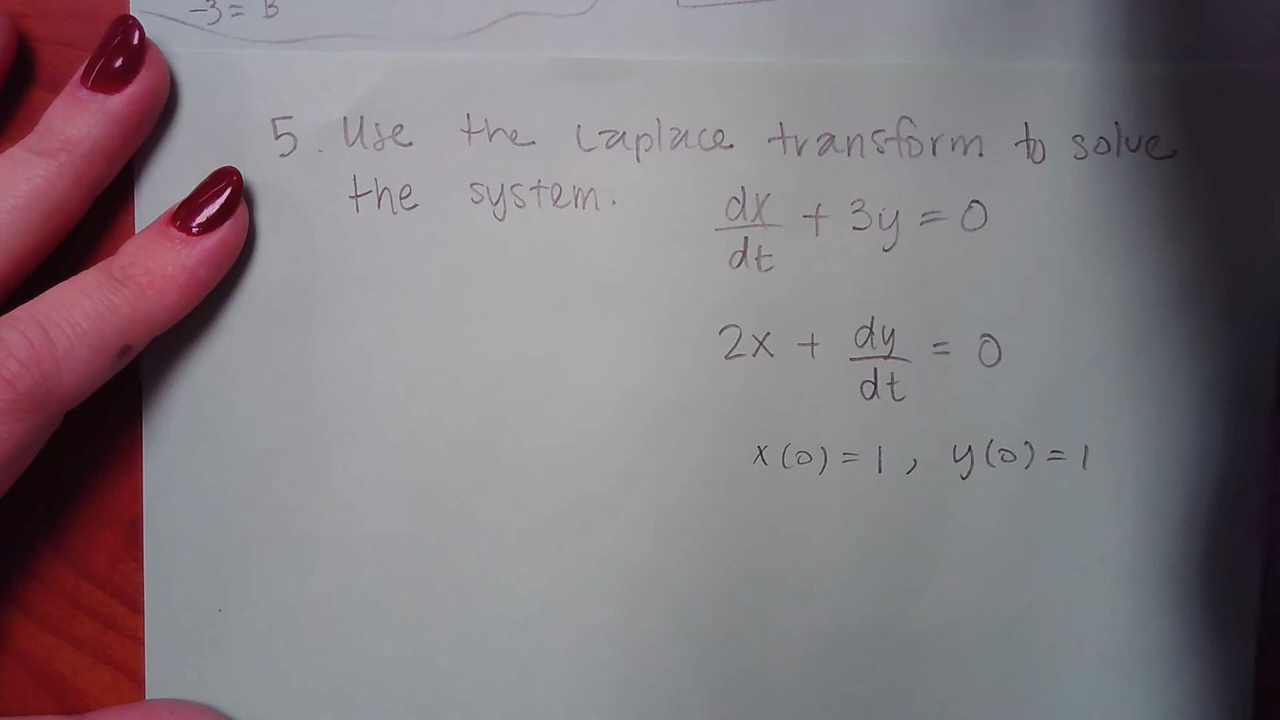 -3 = B
5. Use the Laplace transform to solve
the system.
dx/dt + 3y = 0
2x + dy/dt = 0
x(0) = 1, y(0) = 1